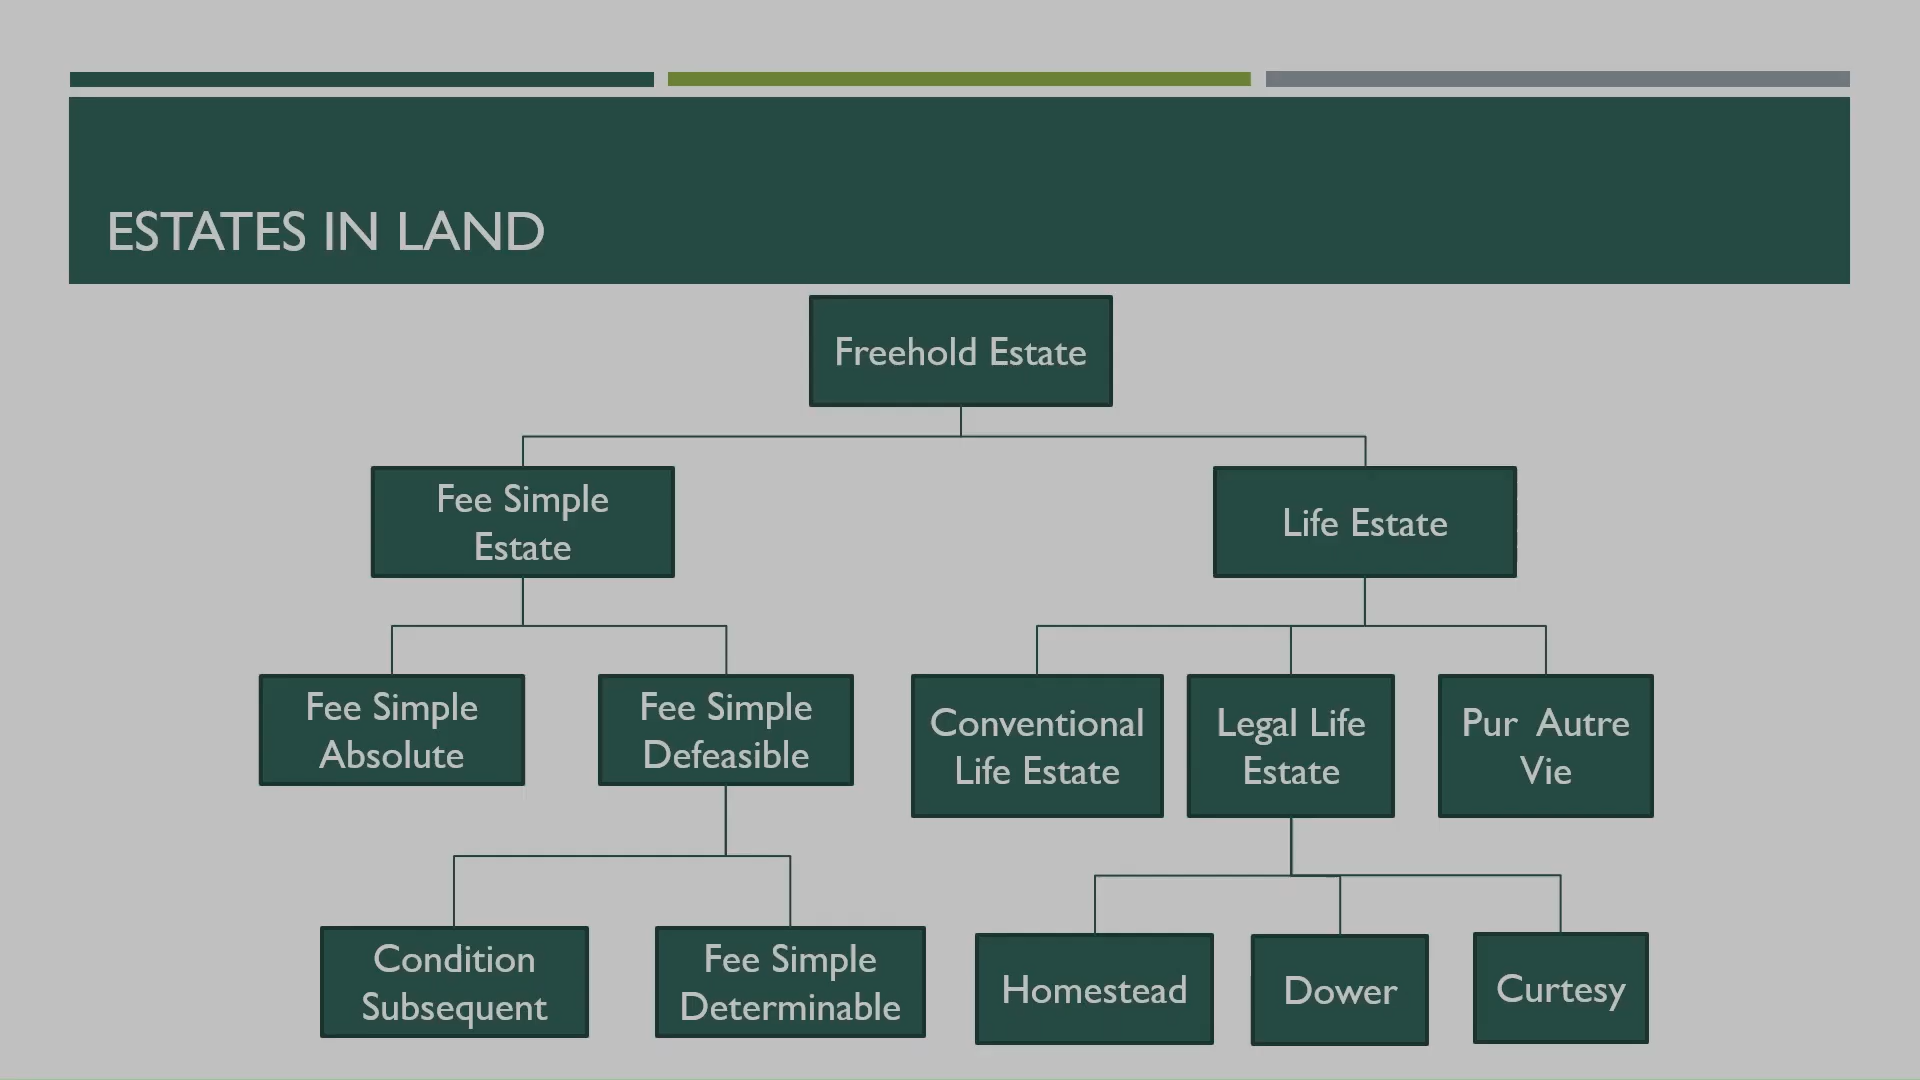 ESTATES IN LAND
Freehold Estate
Fee Simple
Estate
Life Estate
Fee Simple
Absolute
Fee Simple
Defeasible
Conventional
Life Estate
Legal Life
Estate
Pur Autre
Vie
Condition
Subsequent
Fee Simple
Determinable
Homestead
Dower
Curtesy